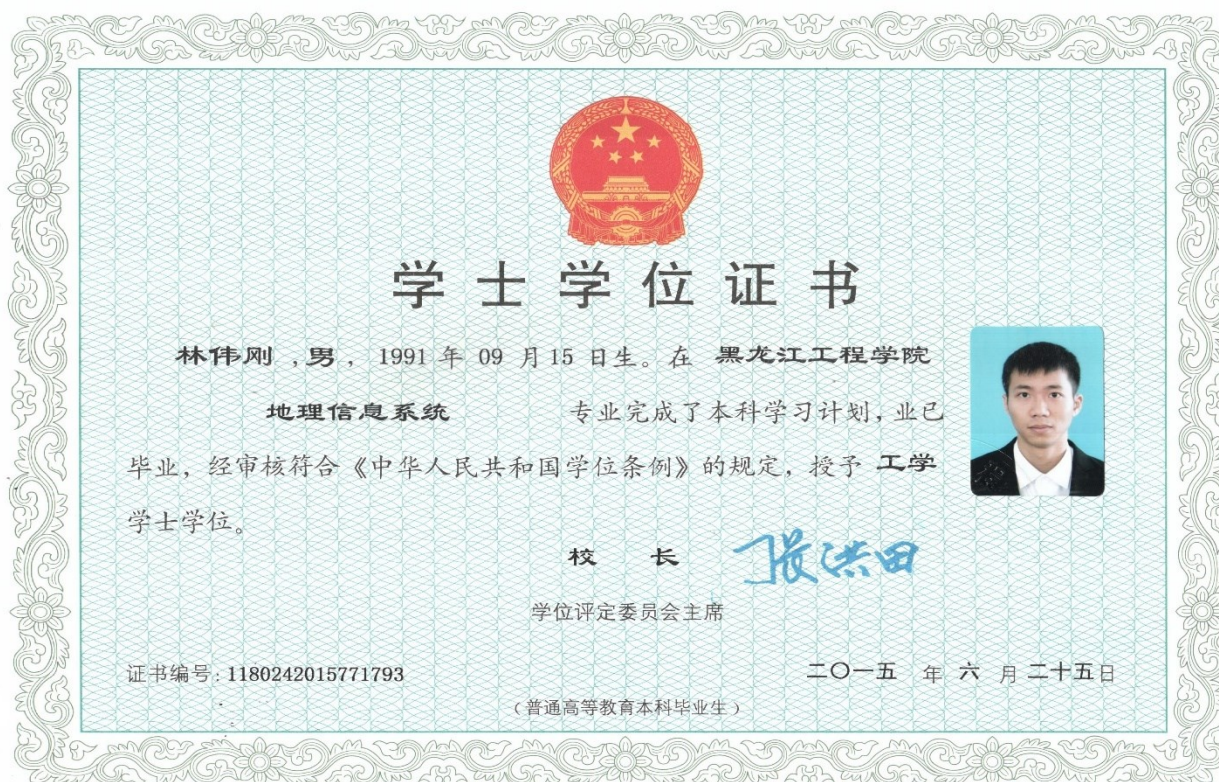 学士学位证书
林伟刚 ,男, 1991 年 09 月 15 日生。在 黑龙江工程学院
地理信息系统 专业完成了本科学习计划,业已
毕业,经审核符合《中华人民共和国学位条例》的规定,授予 工学
学士学位。
校 长 张洪田
学位评定委员会主席
证书编号: 1180242015771793
二〇一五 年 六 月 二十五日
(普通高等教育本科毕业生)